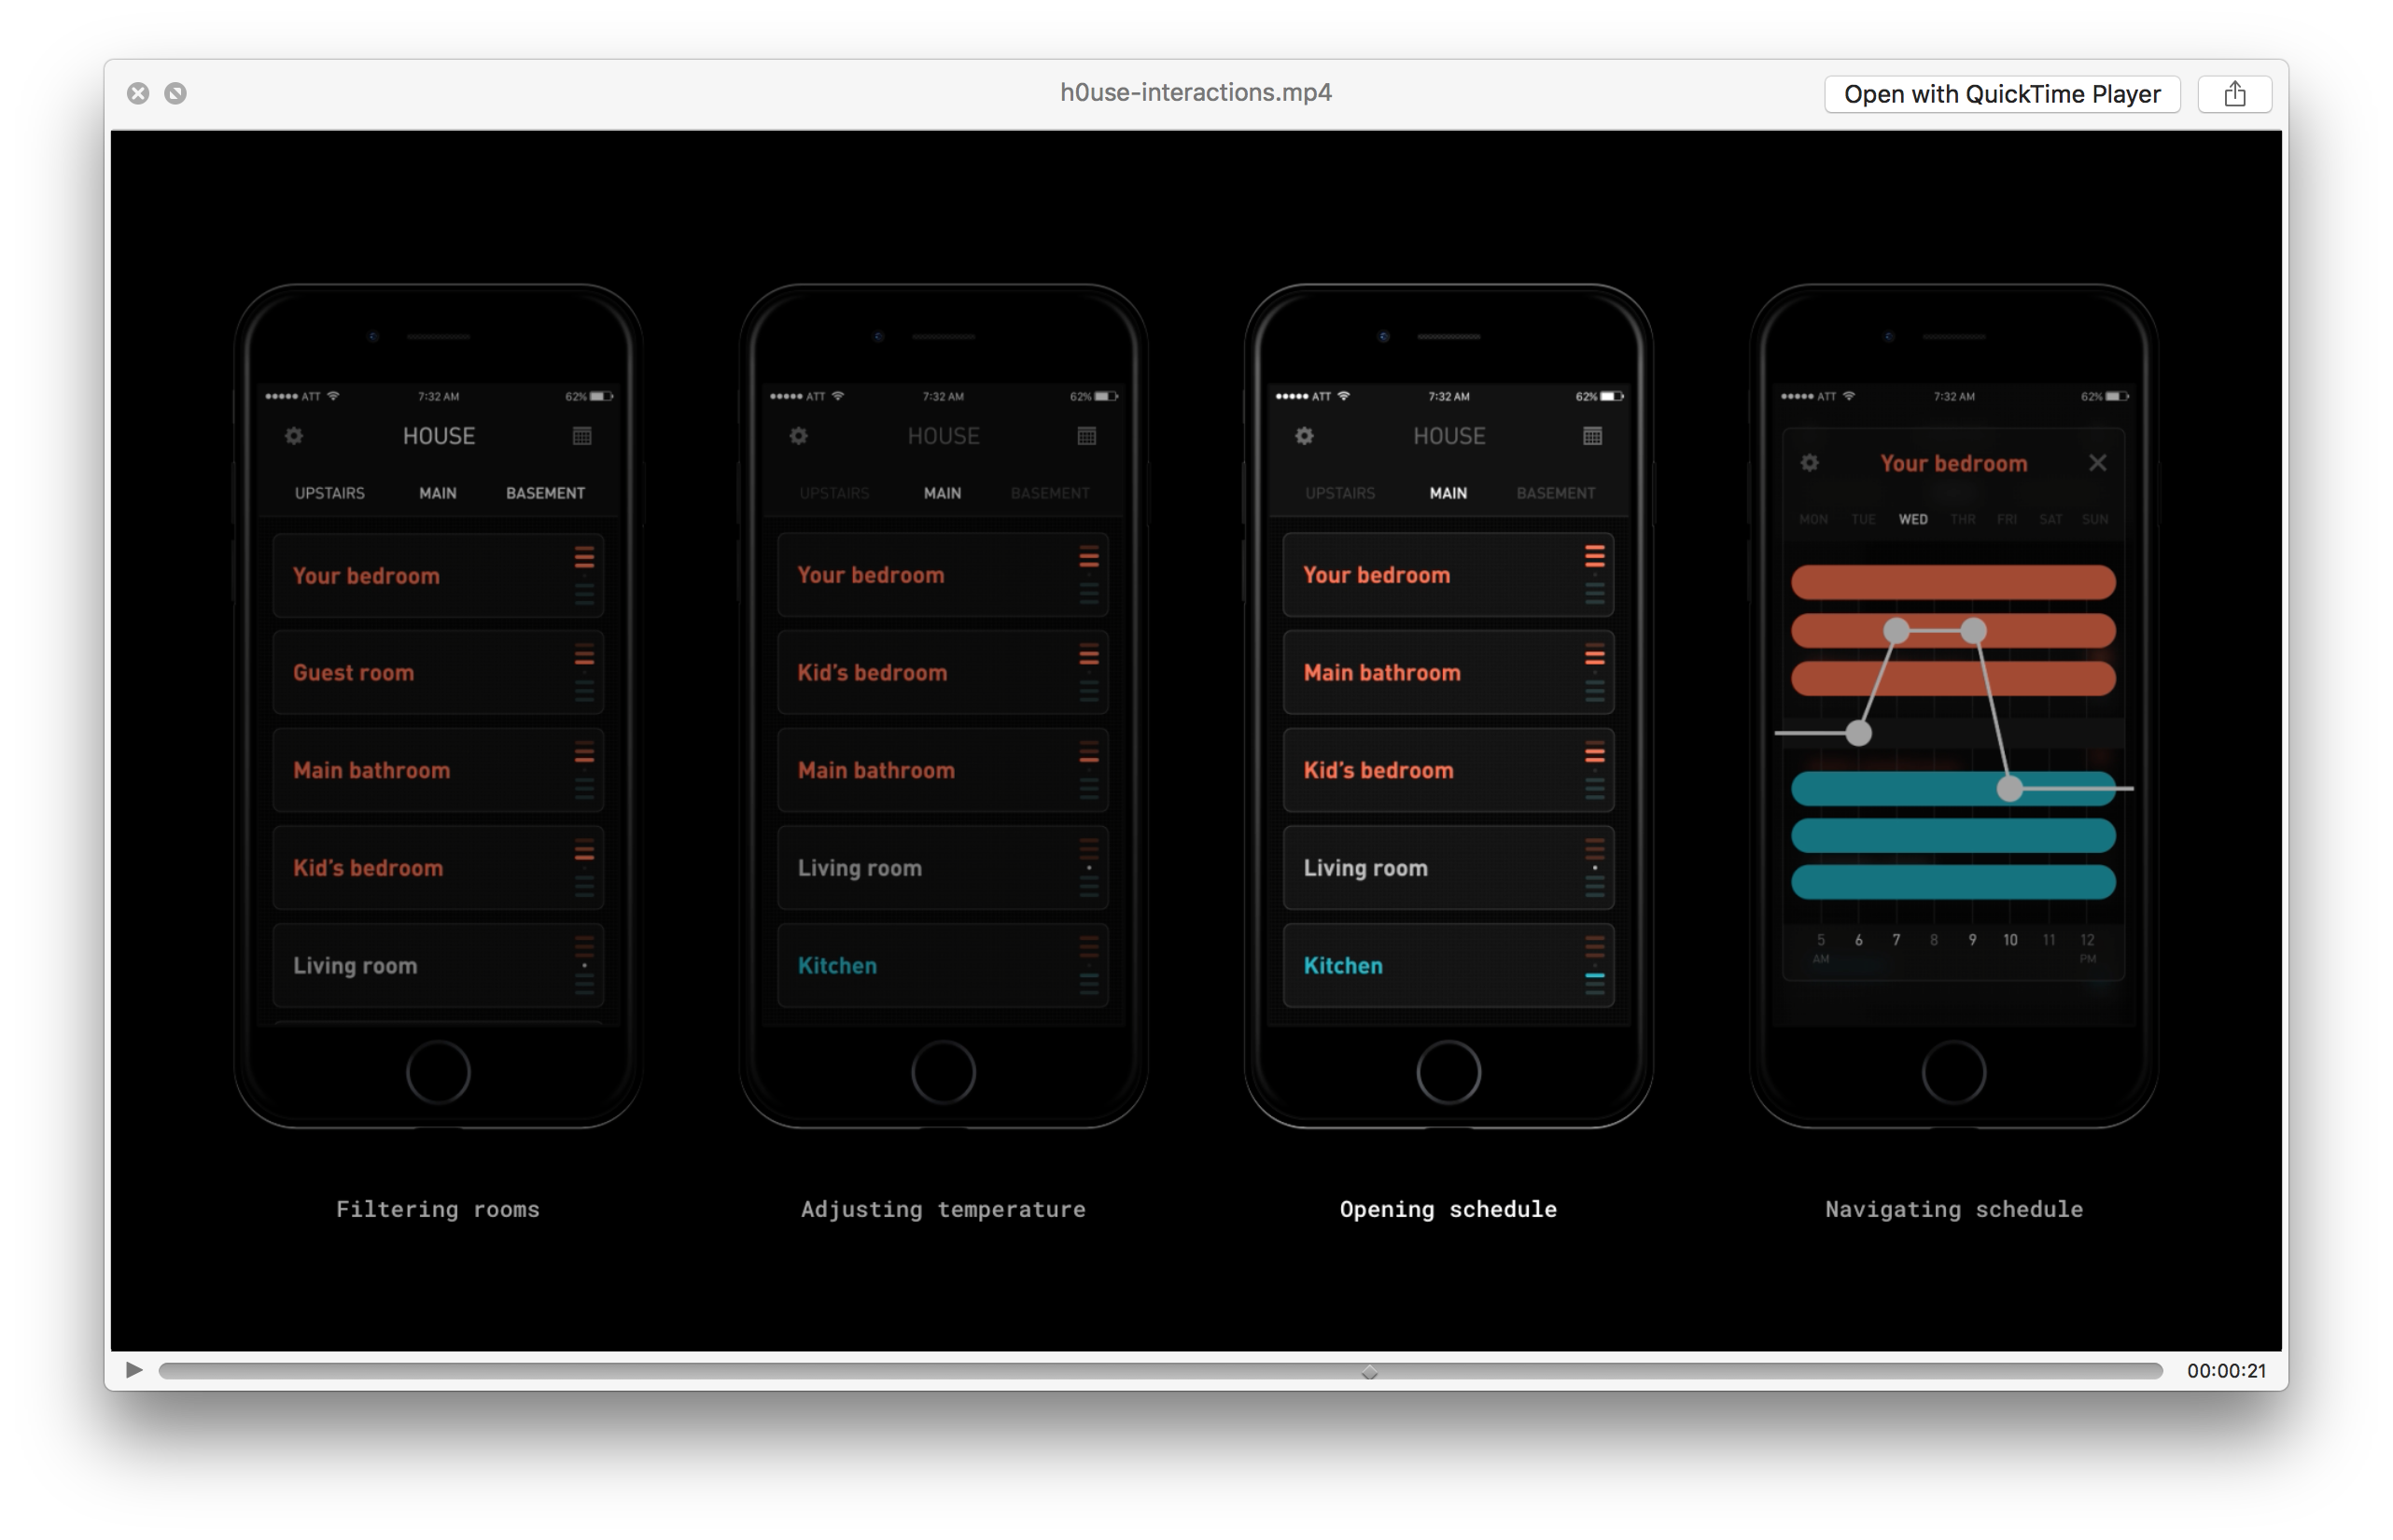 h0use-interactions.mp4
Open with QuickTime Player
ATT 7:32 AM 62%
HOUSE
UPSTAIRS MAIN BASEMENT
Your bedroom
Guest room
Main bathroom
Kid's bedroom
Living room
Filtering rooms
ATT 7:32 AM 62%
HOUSE
UPSTAIRS MAIN BASEMENT
Your bedroom
Kid's bedroom
Main bathroom
Living room
Kitchen
Adjusting temperature
ATT 7:32 AM 62%
HOUSE
UPSTAIRS MAIN BASEMENT
Your bedroom
Main bathroom
Kid's bedroom
Living room
Kitchen
Opening schedule
ATT 7:32 AM 62%
Your bedroom
MON TUE WED THR FRI SAT SUN
5 6 7 8 9 10 11 12
AM PM
Navigating schedule
00:00:21